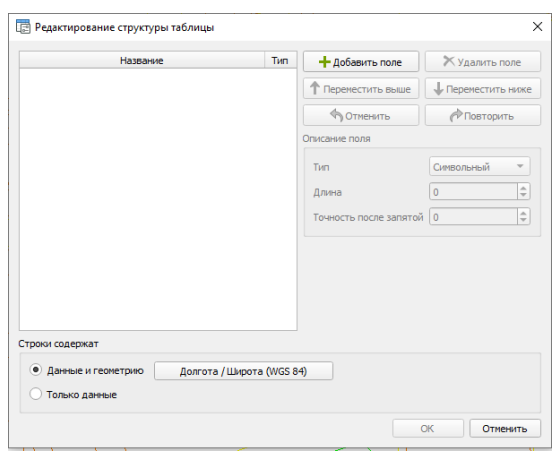 Редактирование структуры таблицы
Название Тип
Добавить поле Удалить поле
Переместить выше Переместить ниже
Отменить Повторить
Описание поля
Тип Символьный
Длина 0
Точность после запятой 0
Строки содержат
Данные и геометрию Долгота / Широта (WGS 84)
Только данные
OK Отменить